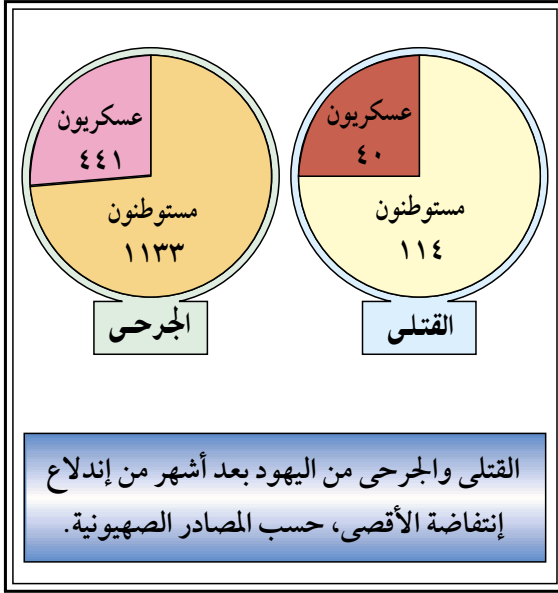 عسكريون
٤٠
مستوطنون
١١٤
القتلى
عسكريون
٤٤١
مستوطنون
١١٣٣
الجرحى
القتلى والجرحى من اليهود بعد أشهر من إندلاع
إنتفاضة الأقصى، حسب المصادر الصهيونية.